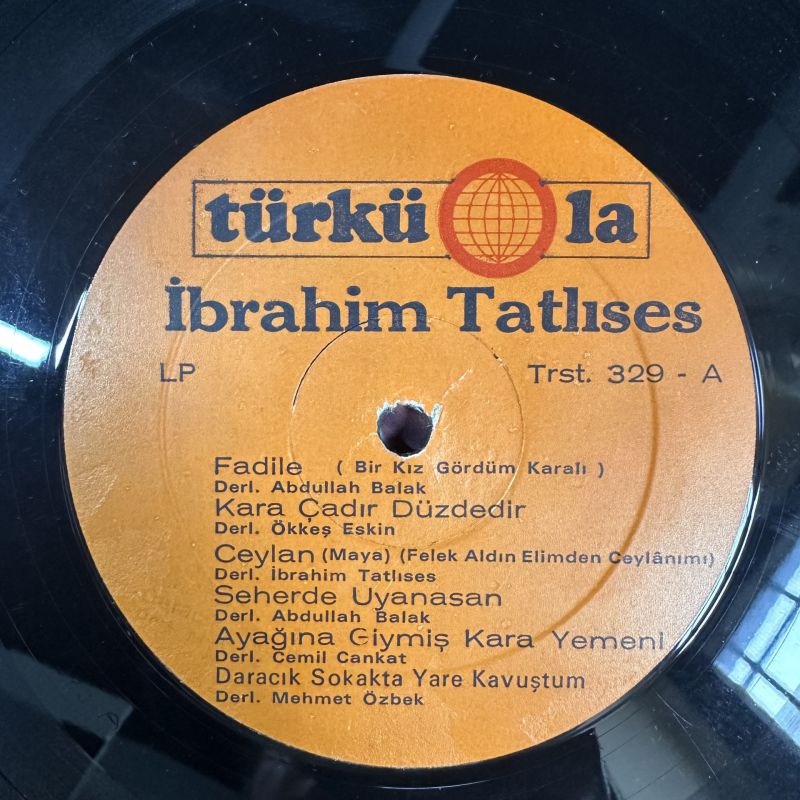 türküola
İbrahim Tatlıses
LP Trst. 329 - A
Fadile ( Bir Kız Gördüm Karalı )
Derl. Abdullah Balak
Kara Çadır Düzdedir
Derl. Ökkeş Eskin
Ceylan (Maya) (Felek Aldın Elimden Ceylânımı)
Derl. İbrahim Tatlıses
Seherde Uyanasan
Derl. Abdullah Balak
Ayağına Giymiş Kara Yemeni
Derl. Cemil Cankat
Daracık Sokakta Yare Kavuştum
Derl. Mehmet Özbek